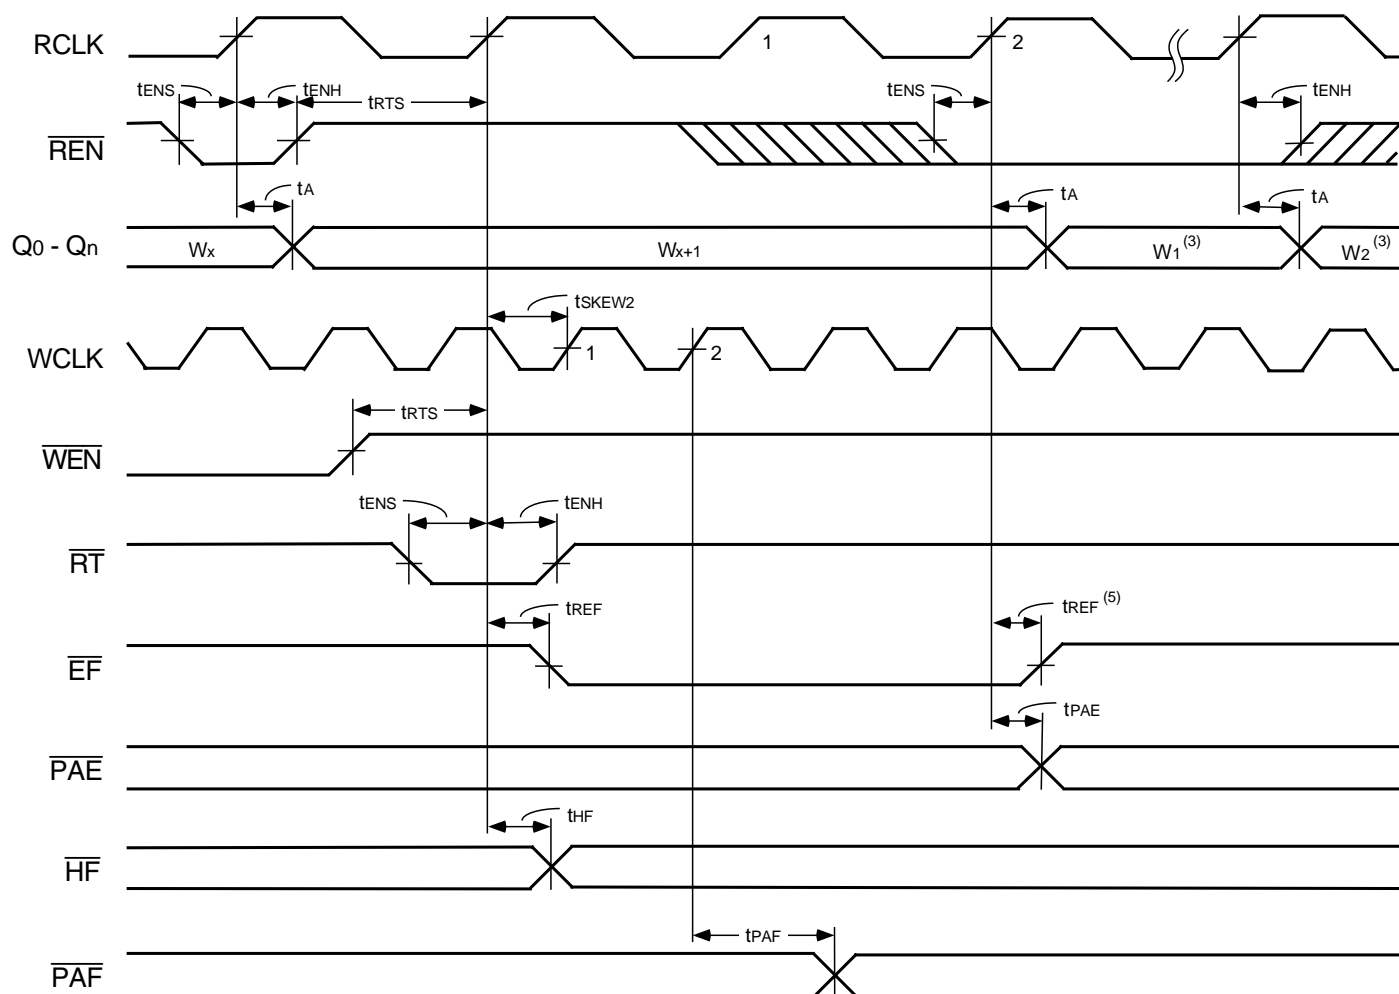 RCLK 1 2
tENS tENH tRTS tENS tENH
REN
tA tA tA
Q0 - Qn Wx Wx+1 W1(3) W2(3)
tSKEW2
WCLK 1 2
tRTS
WEN
tENS tENH
RT
tREF tREF(5)
EF
tPAE
PAE
tHF
HF
tPAF
PAF